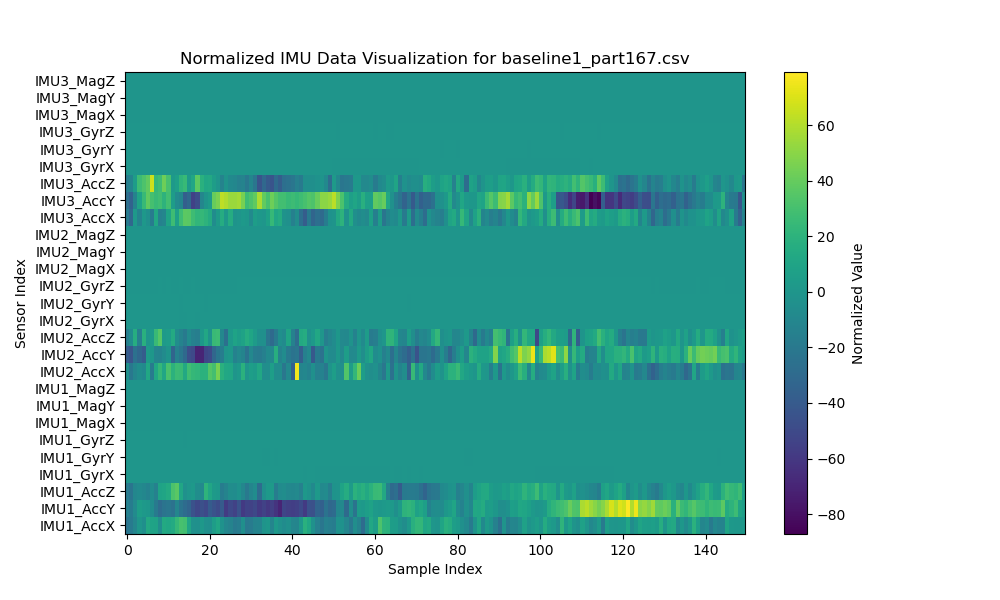 Normalized IMU Data Visualization for baseline1_part167.csv
IMU3_MagZ
IMU3_MagY
IMU3_MagX
IMU3_GyrZ
IMU3_GyrY
IMU3_GyrX
IMU3_AccZ
IMU3_AccY
IMU3_AccX
IMU2_MagZ
IMU2_MagY
IMU2_MagX
IMU2_GyrZ
IMU2_GyrY
IMU2_GyrX
IMU2_AccZ
IMU2_AccY
IMU2_AccX
IMU1_MagZ
IMU1_MagY
IMU1_MagX
IMU1_GyrZ
IMU1_GyrY
IMU1_GyrX
IMU1_AccZ
IMU1_AccY
IMU1_AccX
Sensor Index
0 20 40 60 80 100 120 140
Sample Index
60
40
20
0
−20
−40
−60
−80
Normalized Value